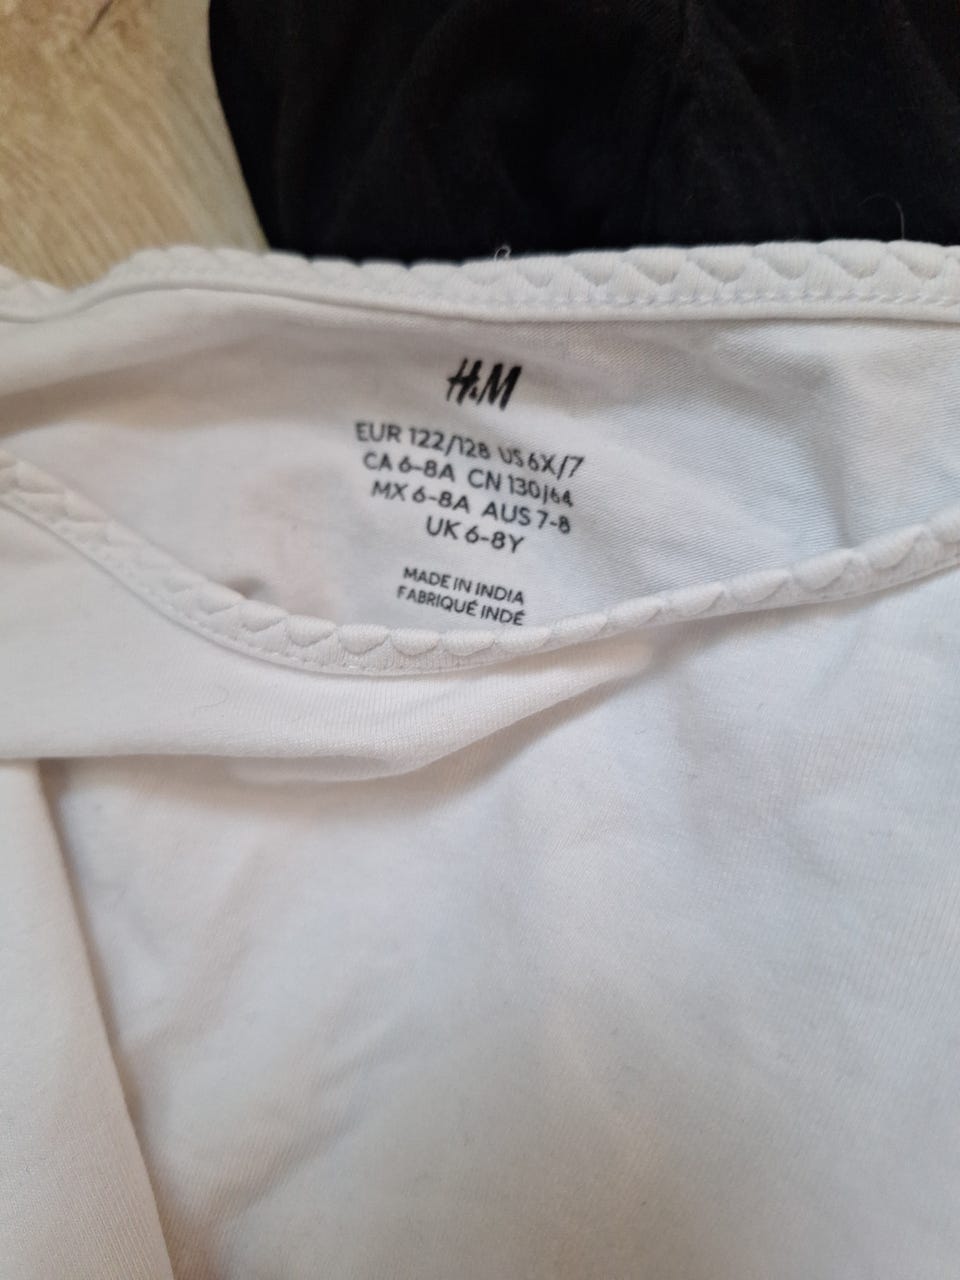 H&M
EUR 122/128 US 6X/7
CA 6-8A CN 130/64
MX 6-8A AUS 7-8
UK 6-8Y
MADE IN INDIA
FABRIQUÉ INDE